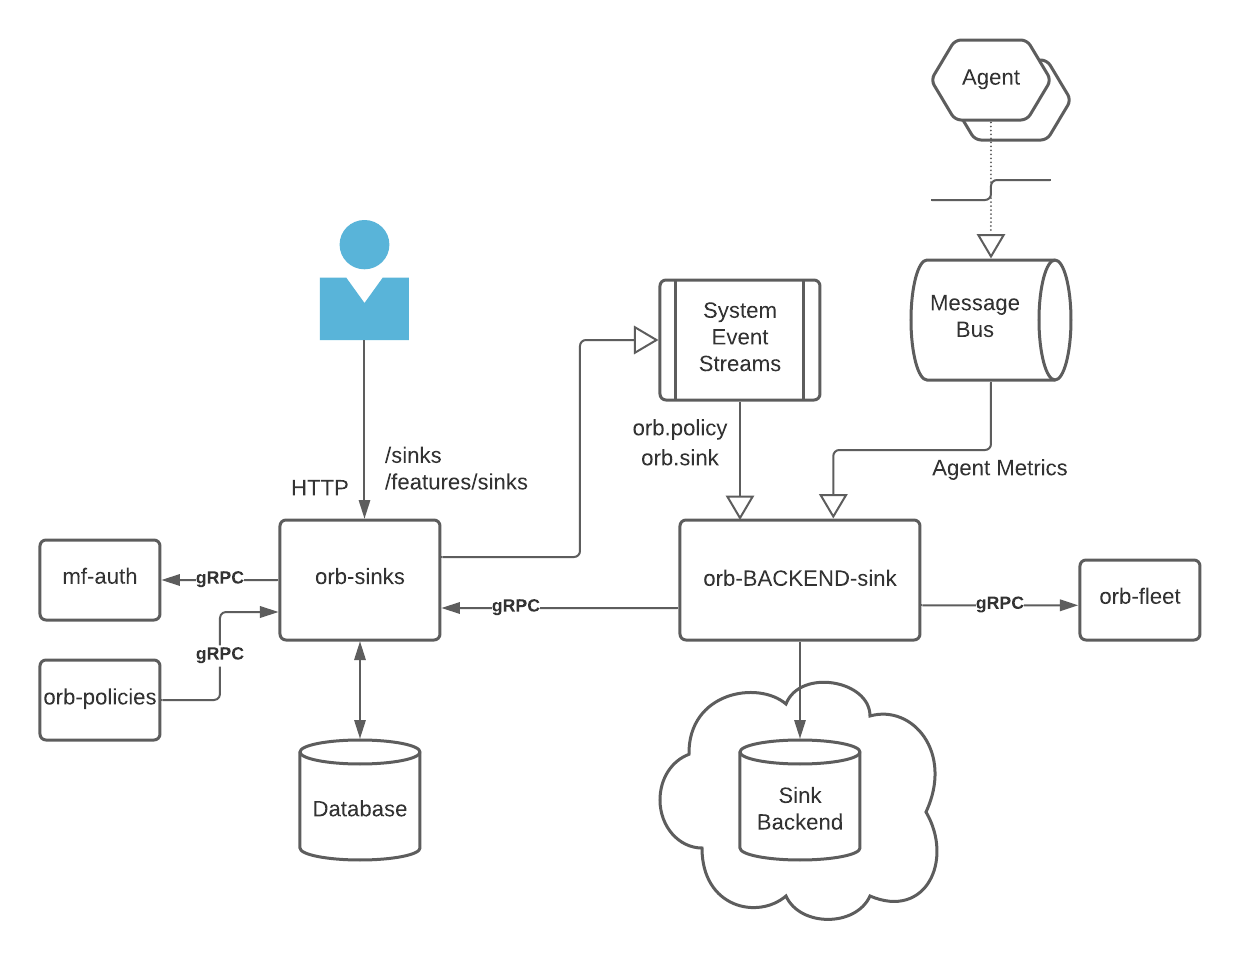 Agent
Message
Bus
System
Event
Streams
orb.policy
orb.sink
Agent Metrics
/sinks
/features/sinks
HTTP
mf-auth
gRPC
orb-sinks
gRPC
orb-BACKEND-sink
gRPC
orb-fleet
gRPC
orb-policies
Database
Sink
Backend